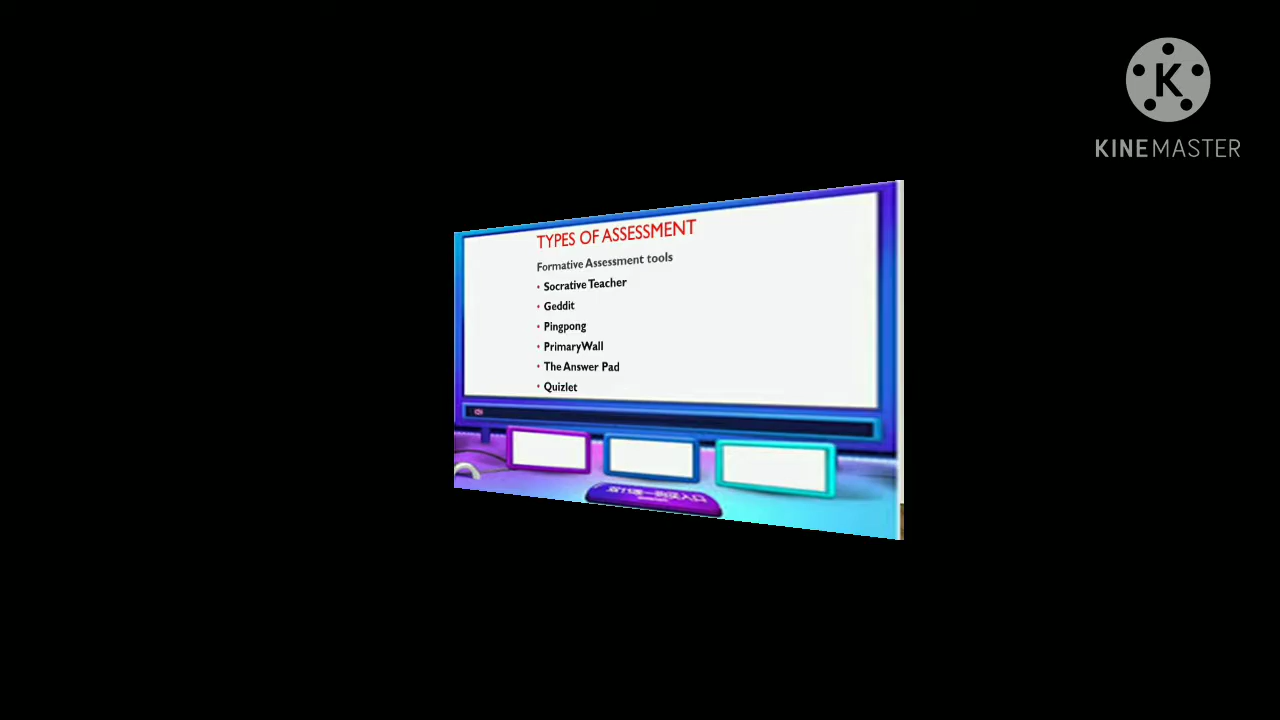 K
KINEMASTER
TYPES OF ASSESSMENT
Formative Assessment tools
• Socrative Teacher
• Geddit
• Pingpong
• PrimaryWall
• The Answer Pad
• Quizlet